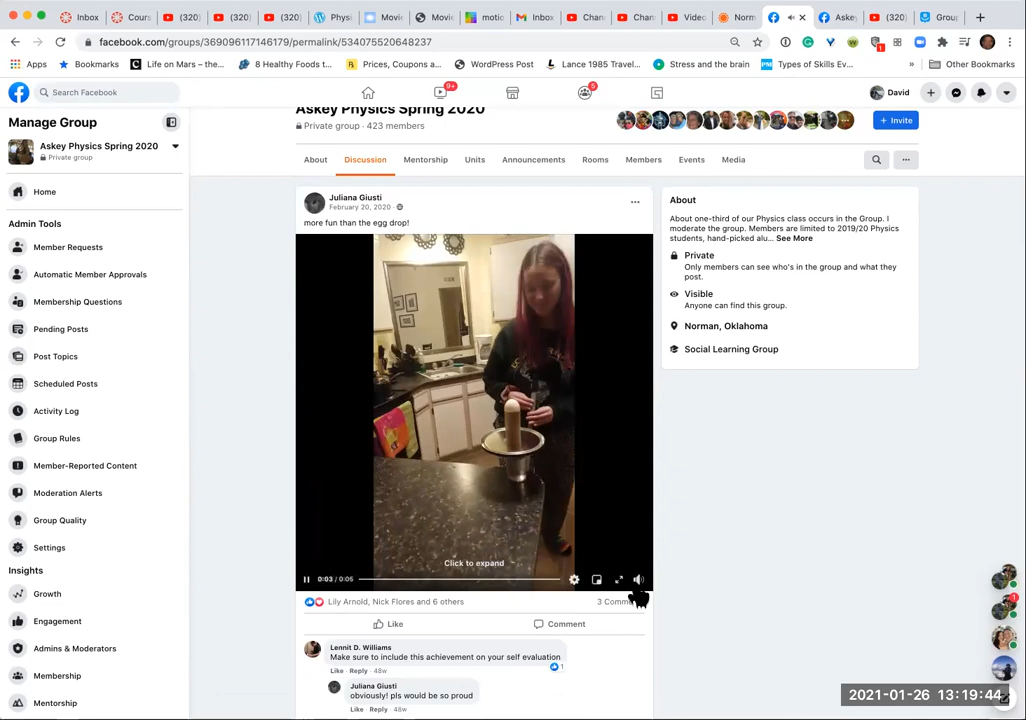 Inbox
Cours
(320)
(320)
(320)
Physi
Movie
Movie
motio
Inbox
Chan
Chan
Video
Norm
Askey
(320)
Group
facebook.com/groups/369096117146179/permalink/534075520648237
Apps
Bookmarks
Life on Mars – the...
8 Healthy Foods t...
Prices, Coupons a...
WordPress Post
Lance 1985 Travel...
Stress and the brain
Types of Skills Ev...
»
Other Bookmarks
Search Facebook
9+
5
David
Manage Group
Askey Physics Spring 2020
Private group
Home
Admin Tools
Member Requests
Automatic Member Approvals
Membership Questions
Pending Posts
Post Topics
Scheduled Posts
Activity Log
Group Rules
Member-Reported Content
Moderation Alerts
Group Quality
Settings
Insights
Growth
Engagement
Admins & Moderators
Membership
Mentorship
Askey Physics Spring 2020
Private group · 423 members
+ Invite
About
Discussion
Mentorship
Units
Announcements
Rooms
Members
Events
Media
Juliana Giusti
February 20, 2020 ·
more fun than the egg drop!
Click to expand
0:03 / 0:05
Lily Arnold, Nick Flores and 6 others
3 Comme
Like
Comment
Lennit D. Williams
Make sure to include this achievement on your self evaluation
1
Like · Reply · 48w
Juliana Giusti
obviously! pls would be so proud
Like · Reply · 48w
About
About one-third of our Physics class occurs in the Group. I
moderate the group. Members are limited to 2019/20 Physics
students, hand-picked alu... See More
Private
Only members can see who's in the group and what they
post.
Visible
Anyone can find this group.
Norman, Oklahoma
Social Learning Group
1
2021-01-26 13:19:44